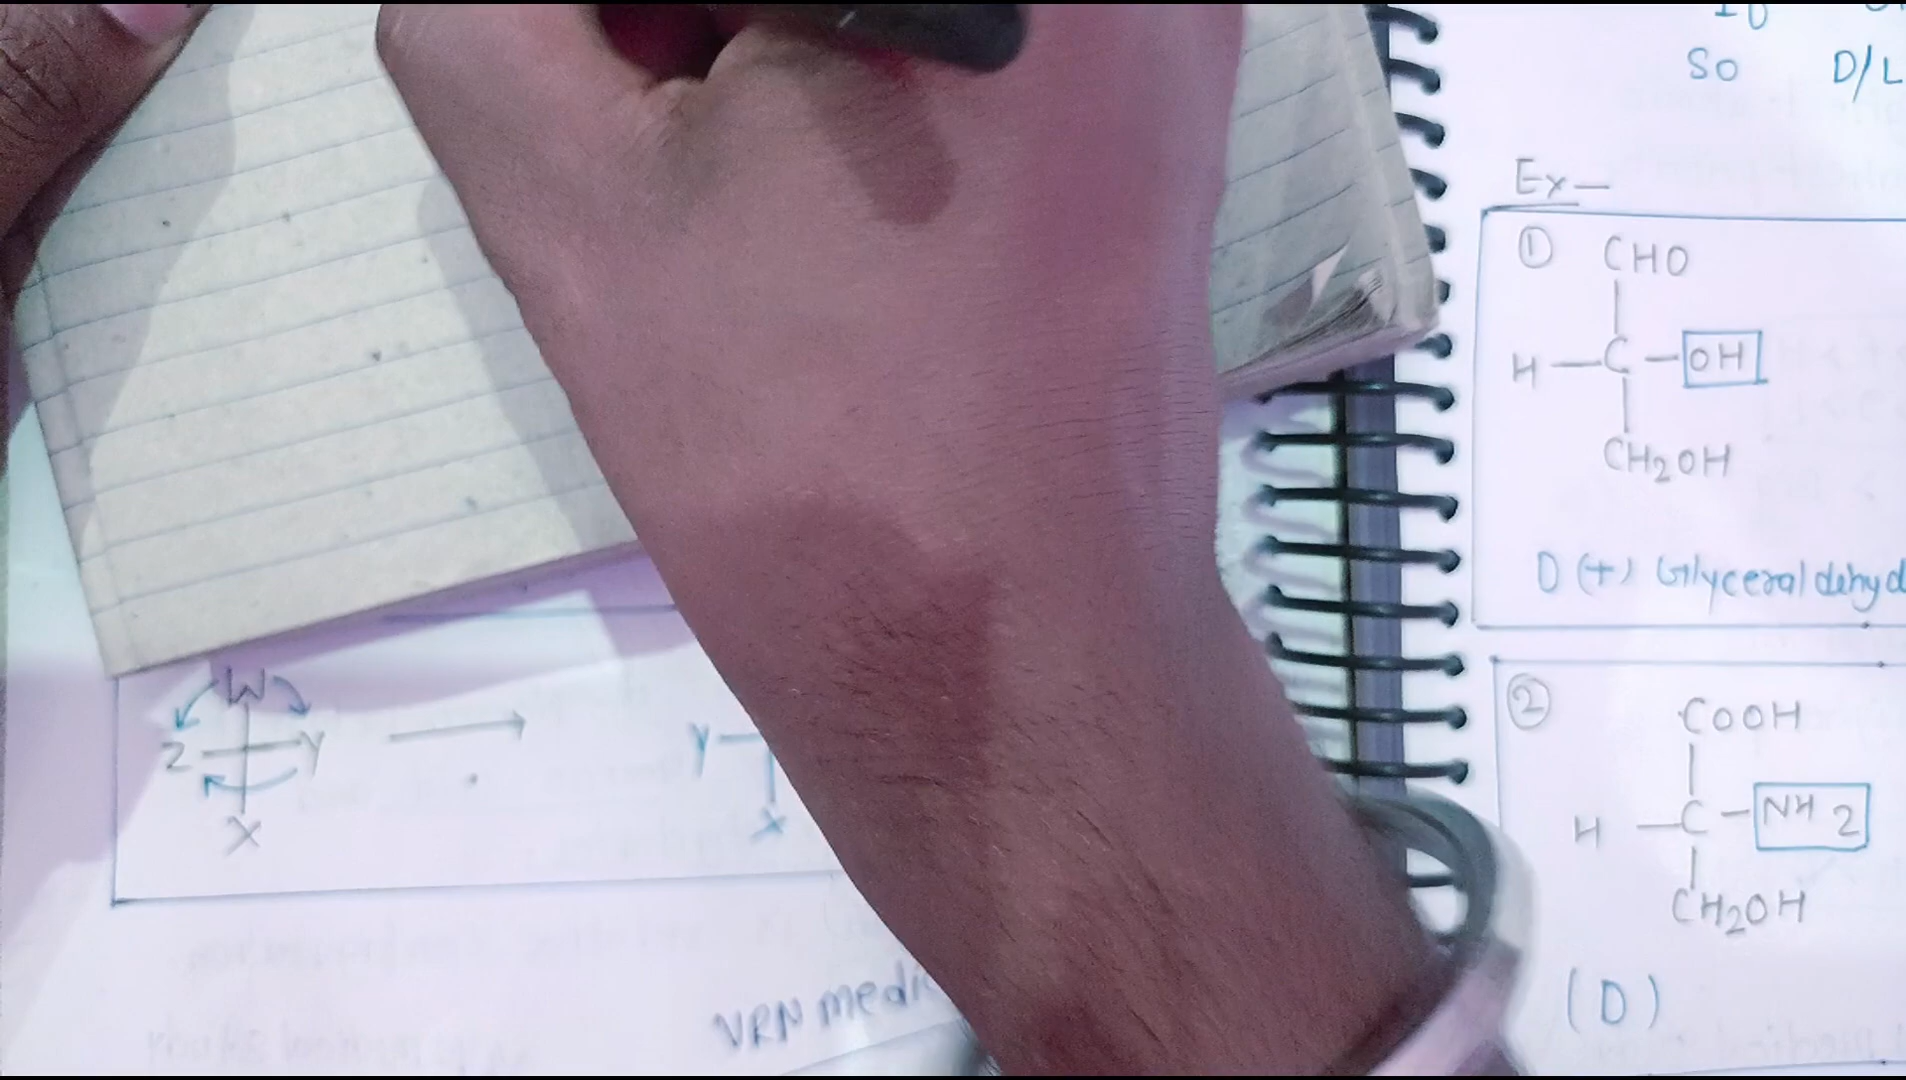 SO D/L
Ex-
① CHO
H-C-OH
CH2OH
D (+) Glyceraldehyd
② COOH
H-C-NH2
CH2OH
(D)
W
Z Y
X
Y
X
VRN medi